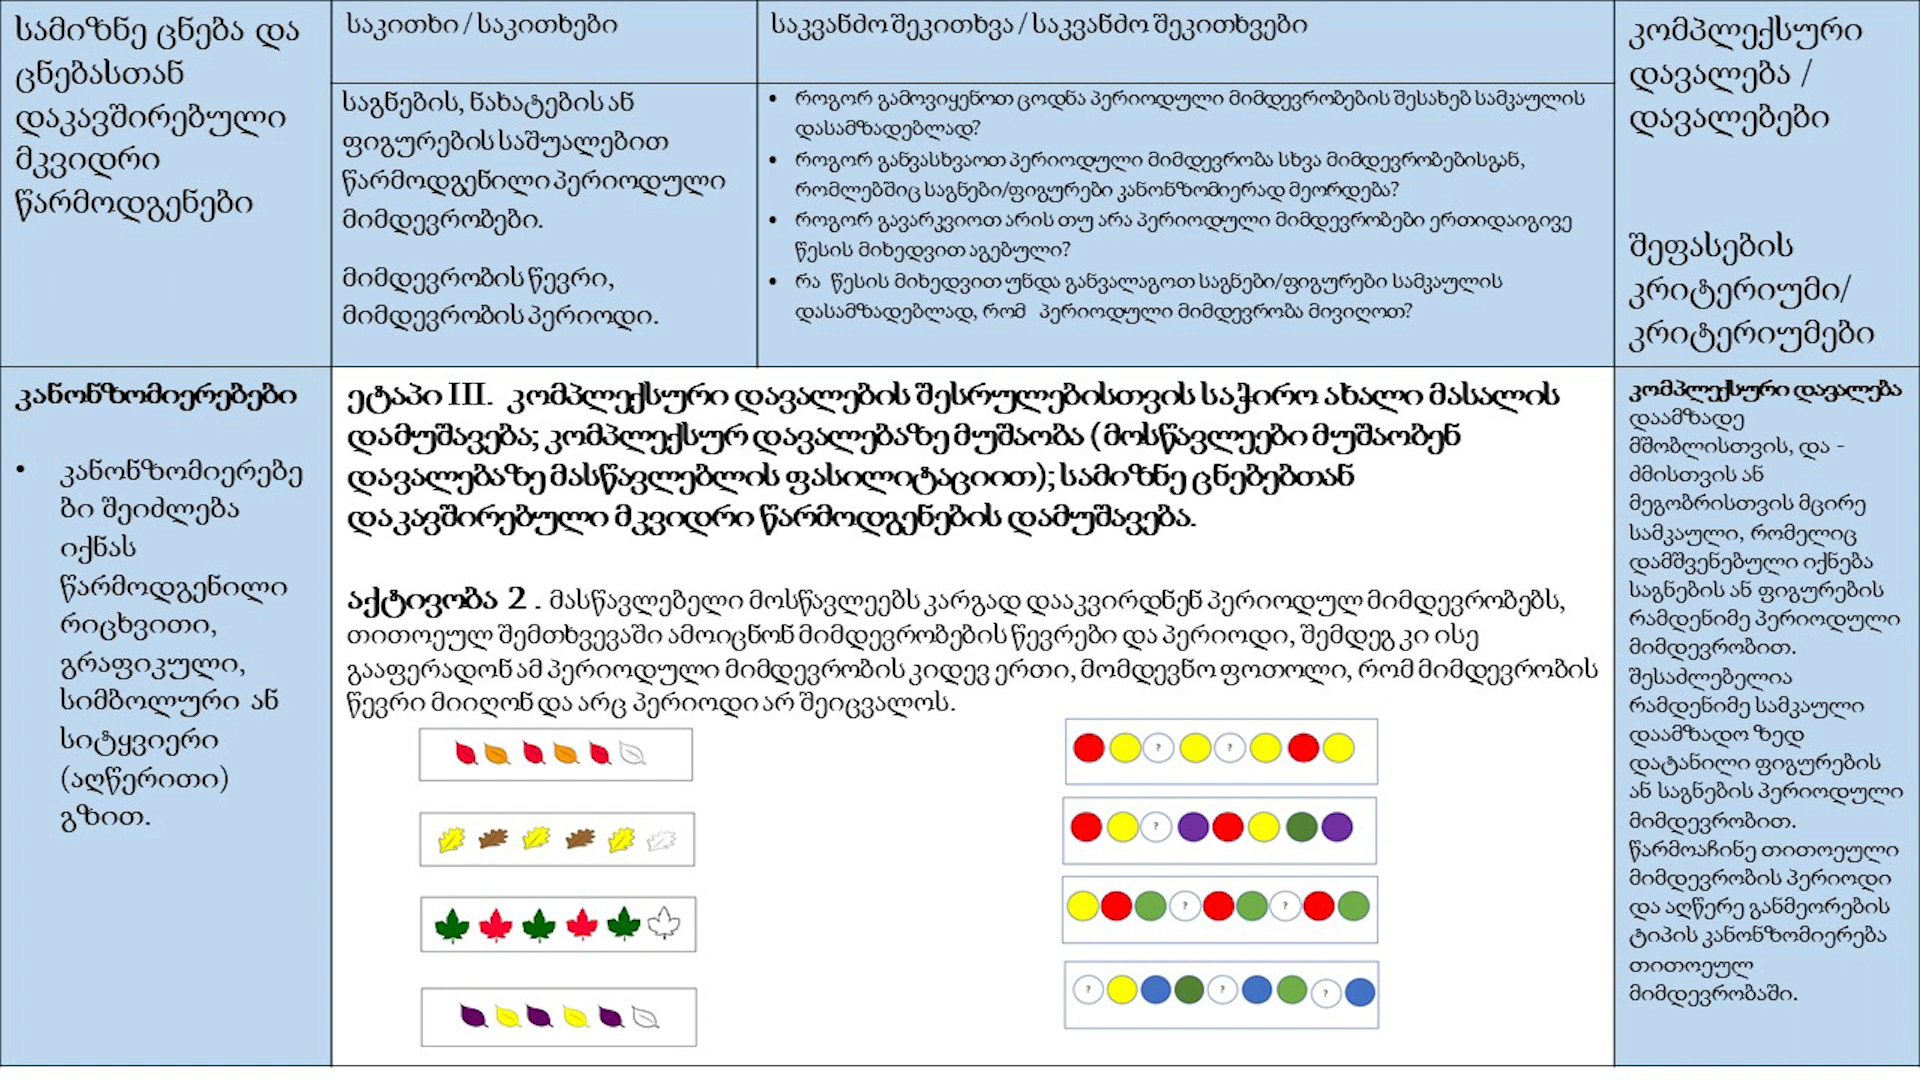 სამიზნე ცნება და
ცნებასთან
დაკავშირებული
მკვიდრი
წარმოდგენები
საკითხი / საკითხები
საკვანძო შეკითხვა / საკვანძო შეკითხვები
კომპლექსური
დავალება /
დავალებები
შეფასების
კრიტერიუმი/
კრიტერიუმები
საგნების, ნახატების ან
ფიგურების საშუალებით
წარმოდგენილი პერიოდული
მიმდევრობები.
მიმდევრობის წევრი,
მიმდევრობის პერიოდი.
• როგორ გამოვიყენოთ ცოდნა პერიოდული მიმდევრობების შესახებ სამკაულის
დასამზადებლად?
• როგორ განვასხვაოთ პერიოდული მიმდევრობა სხვა მიმდევრობებისგან,
რომლებშიც საგნები/ფიგურები კანონზომიერად მეორდება?
• როგორ გავარკვიოთ არის თუ არა პერიოდული მიმდევრობები ერთიდაიგივე
წესის მიხედვით აგებული?
• რა წესის მიხედვით უნდა განვალაგოთ საგნები/ფიგურები სამკაულის
დასამზადებლად, რომ პერიოდული მიმდევრობა მივიღოთ?
კანონზომიერებები
• კანონზომიერებე
ბი შეიძლება
იქნას
წარმოდგენილი
რიცხვითი,
გრაფიკული,
სიმბოლური ან
სიტყვიერი
(აღწერითი)
გზით.
ეტაპი III. კომპლექსური დავალების შესრულებისთვის საჭირო ახალი მასალის
დამუშავება; კომპლექსურ დავალებაზე მუშაობა (მოსწავლეები მუშაობენ
დავალებაზე მასწავლებლის ფასილიტაციით); სამიზნე ცნებებთან
დაკავშირებული მკვიდრი წარმოდგენების დამუშავება.
აქტივობა 2 . მასწავლებელი მოსწავლეებს კარგად დააკვირდნენ პერიოდულ მიმდევრობებს,
თითოეულ შემთხვევაში ამოიცნონ მიმდევრობების წევრები და პერიოდი, შემდეგ კი ისე
გააფერადონ ამ პერიოდული მიმდევრობის კიდევ ერთი, მომდევნო ფოთოლი, რომ მიმდევრობის
წევრი მიიღონ და არც პერიოდი არ შეიცვალოს.
? ?
?
? ?
? ? ?
კომპლექსური დავალება
დაამზადე
მშობლისთვის, და -
ძმისთვის ან
მეგობრისთვის მცირე
სამკაული, რომელიც
დამშვენებული იქნება
საგნების ან ფიგურების
რამდენიმე პერიოდული
მიმდევრობით.
შესაძლებელია
რამდენიმე სამკაული
დაამზადო ზედ
დატანილი ფიგურების
ან საგნების პერიოდული
მიმდევრობით.
წარმოაჩინე თითოეული
მიმდევრობის პერიოდი
და აღწერე განმეორების
ტიპის კანონზომიერება
თითოეულ
მიმდევრობაში.